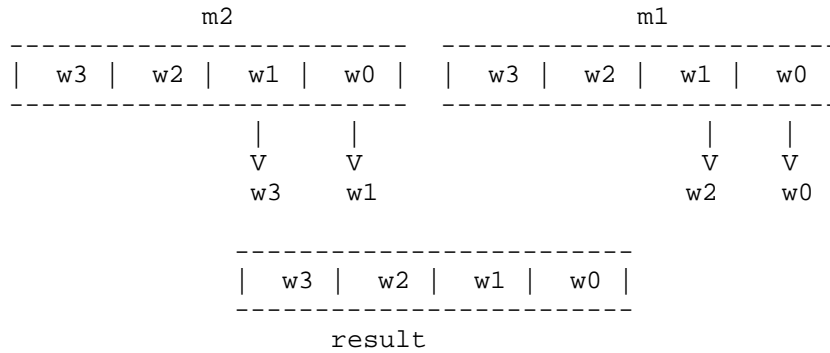 m2 m1
---------------------------  ---------------------------
|  w3 |  w2 |  w1 |  w0 |  |  w3 |  w2 |  w1 |  w0
---------------------------  ---------------------------
| | | |
V V V V
w3 w1 w2 w0
---------------------------
|  w3 |  w2 |  w1 |  w0 |
---------------------------
result